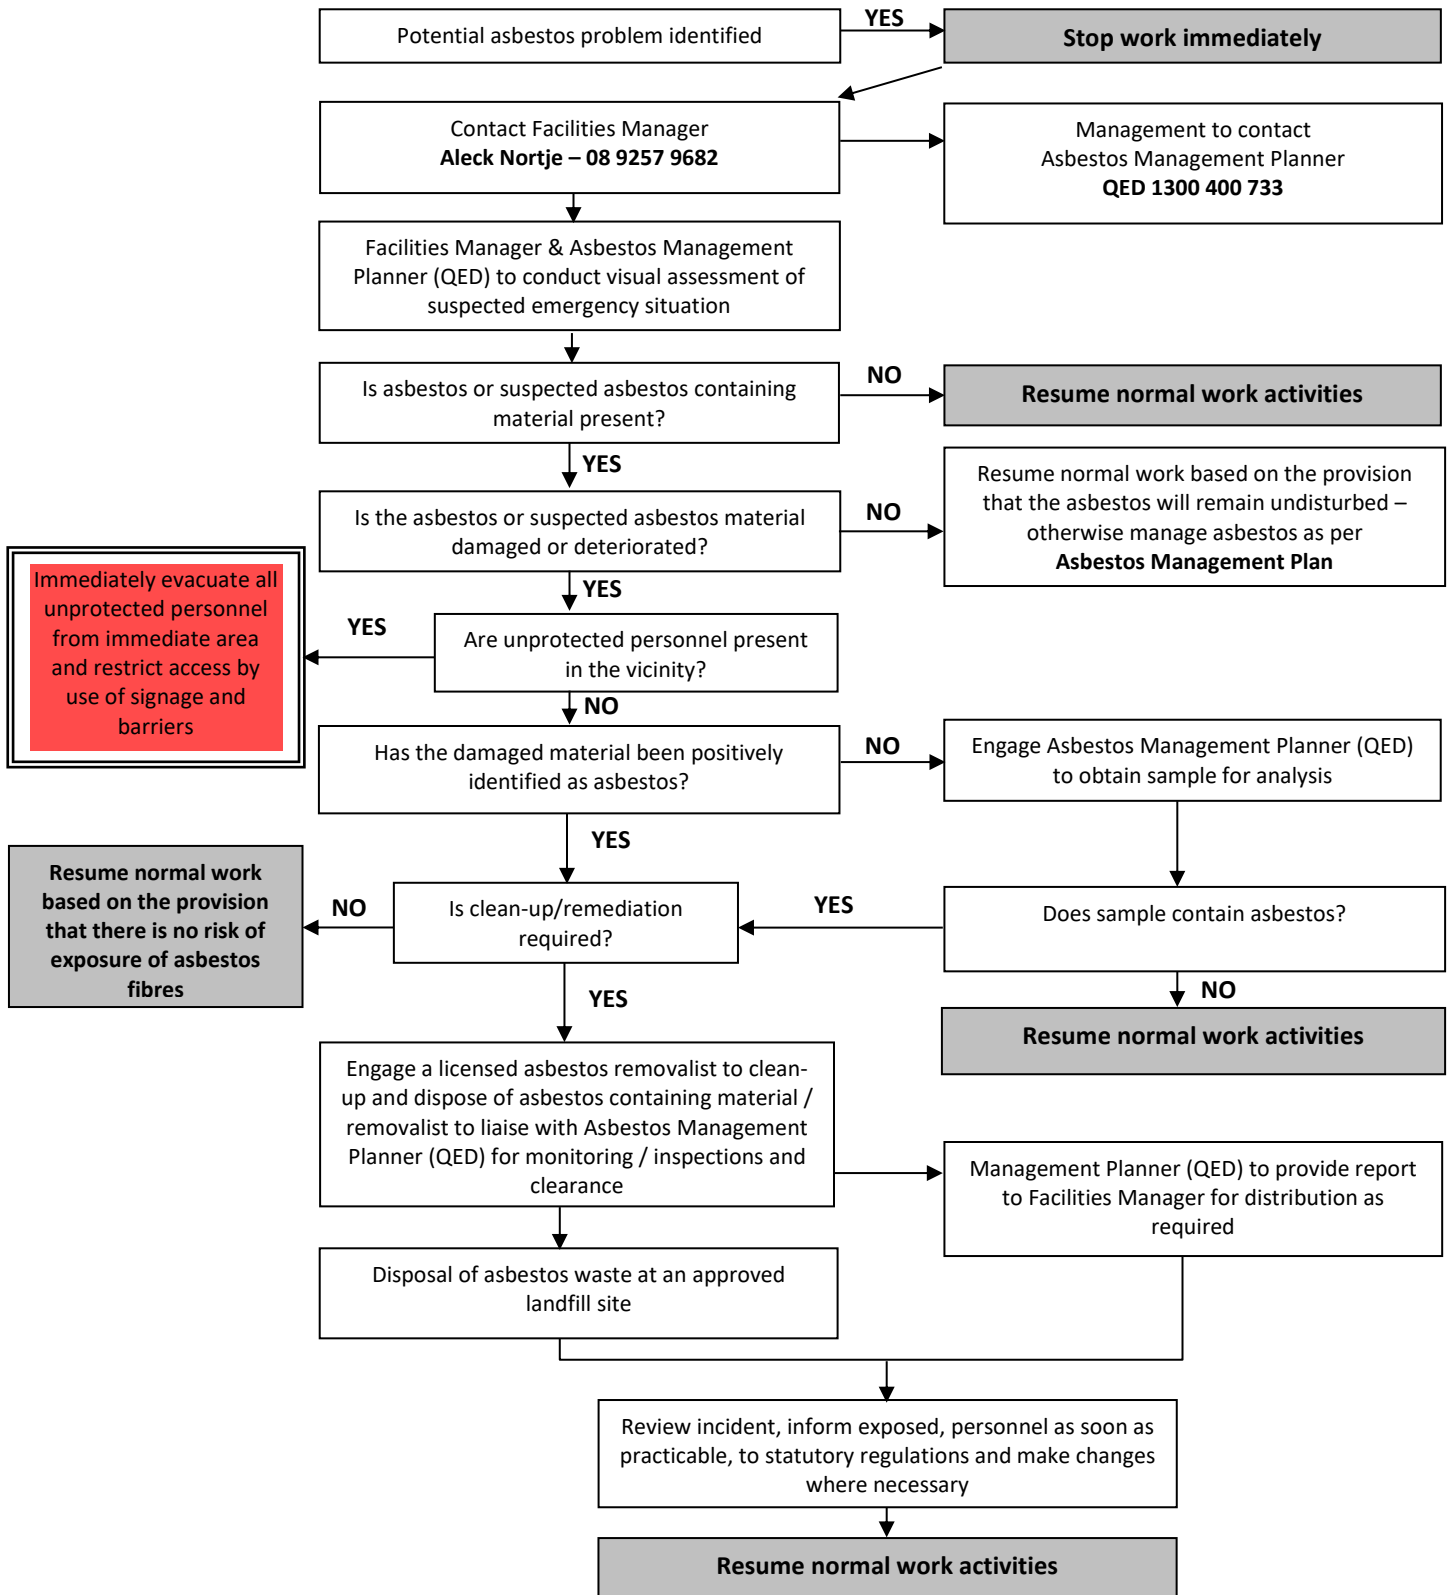 Potential asbestos problem identified
YES
Stop work immediately
Contact Facilities Manager
Aleck Nortje – 08 9257 9682
Management to contact
Asbestos Management Planner
QED 1300 400 733
Facilities Manager & Asbestos Management
Planner (QED) to conduct visual assessment of
suspected emergency situation
Is asbestos or suspected asbestos containing
material present?
NO
Resume normal work activities
YES
Is the asbestos or suspected asbestos material
damaged or deteriorated?
NO
Resume normal work based on the provision
that the asbestos will remain undisturbed –
otherwise manage asbestos as per
Asbestos Management Plan
YES
Are unprotected personnel present
in the vicinity?
YES
Immediately evacuate all
unprotected personnel
from immediate area
and restrict access by
use of signage and
barriers
NO
Has the damaged material been positively
identified as asbestos?
NO
Engage Asbestos Management Planner (QED)
to obtain sample for analysis
YES
Is clean-up/remediation
required?
NO
Resume normal work
based on the provision
that there is no risk of
exposure of asbestos
fibres
YES
Does sample contain asbestos?
NO
Resume normal work activities
YES
Engage a licensed asbestos removalist to clean-
up and dispose of asbestos containing material /
removalist to liaise with Asbestos Management
Planner (QED) for monitoring / inspections and
clearance
Management Planner (QED) to provide report
to Facilities Manager for distribution as
required
Disposal of asbestos waste at an approved
landfill site
Review incident, inform exposed, personnel as soon as
practicable, to statutory regulations and make changes
where necessary
Resume normal work activities